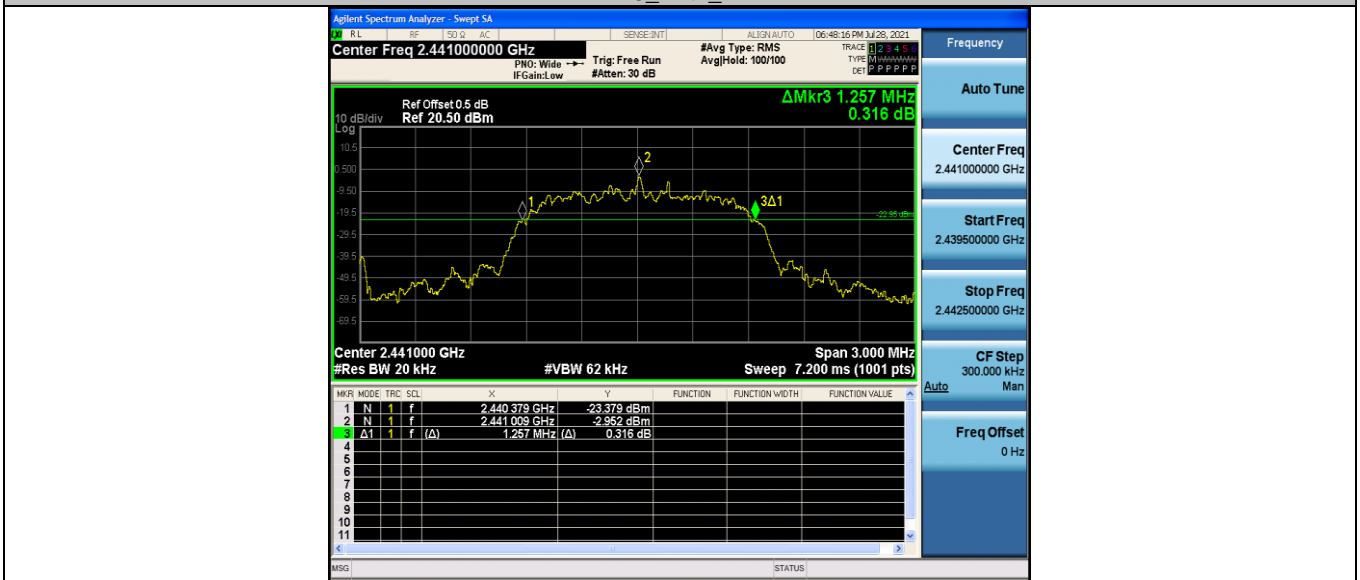 Agilent Spectrum Analyzer - Swept SA
LXI RL RF 50 Ω AC SENSE:INT ALIGN AUTO 06:48:16 PM Jul 28, 2021
Center Freq 2.441000000 GHz #Avg Type: RMS TRACE 1 2 3 4 5 6
PNO: Wide Trig: Free Run Avg|Hold: 100/100 TYPE M
IFGain:Low #Atten: 30 dB DET P P P P P P
ΔMkr3 1.257 MHz
0.316 dB
Ref Offset 0.5 dB
10 dB/div Ref 20.50 dBm
Log
10.5
0.500
-9.50
-19.5
-29.5
-39.5
-49.5
-59.5
-69.5
1
2
3Δ1
-22.95 dBm
Center 2.441000 GHz Span 3.000 MHz
#Res BW 20 kHz #VBW 62 kHz Sweep 7.200 ms (1001 pts)
MKR MODE TRC SCL X Y FUNCTION FUNCTION WIDTH FUNCTION VALUE
1 N 1 f 2.440 379 GHz -23.379 dBm
2 N 1 f 2.441 009 GHz -2.952 dBm
3 Δ1 1 f (Δ) 1.257 MHz (Δ) 0.316 dB
4
5
6
7
8
9
10
11
MSG STATUS
Frequency
Auto Tune
Center Freq
2.441000000 GHz
Start Freq
2.439500000 GHz
Stop Freq
2.442500000 GHz
CF Step
300.000 kHz
Auto Man
Freq Offset
0 Hz